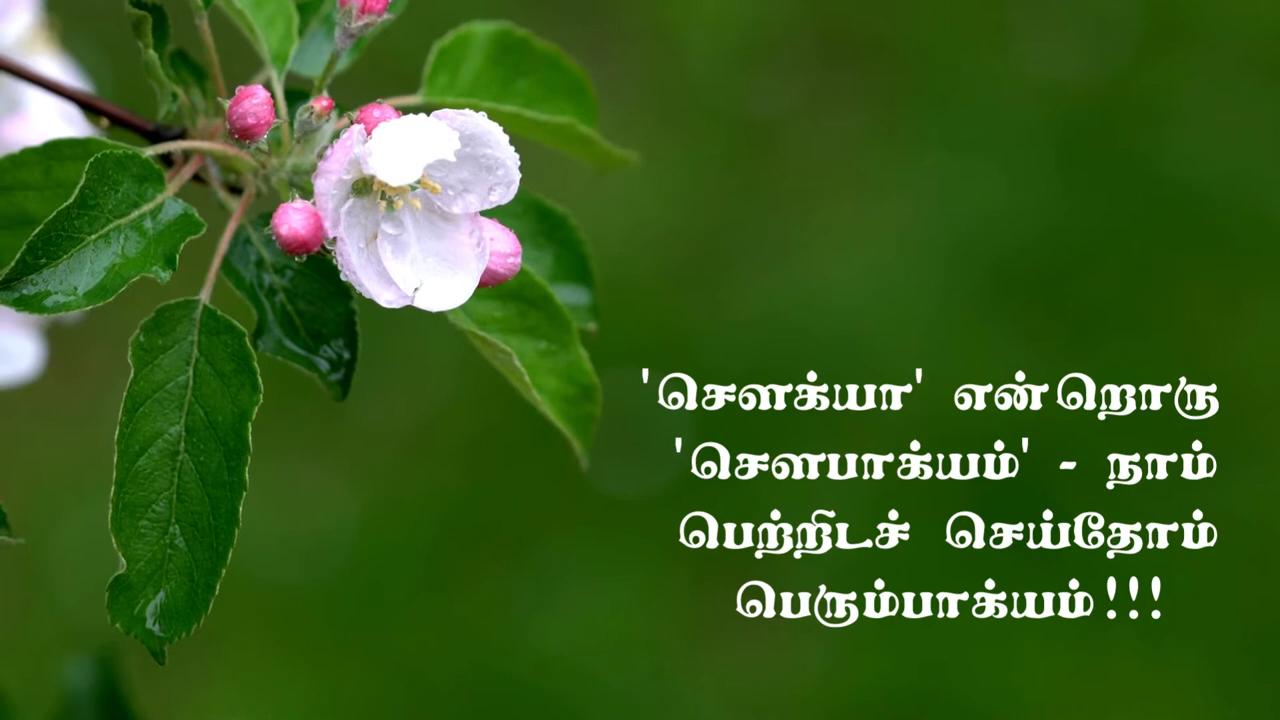 'சௌக்யா' என்றொரு
'சௌபாக்யம்' - நாம்
பெற்றிடச் செய்தோம்
பெரும்பாக்யம்!!!